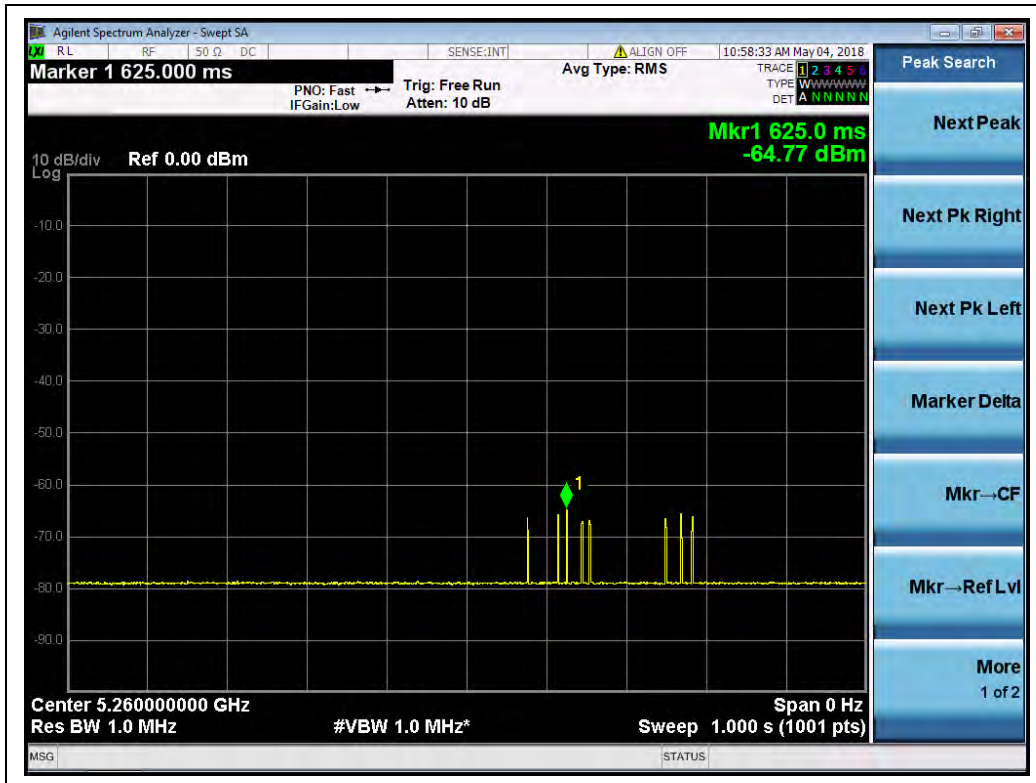 Agilent Spectrum Analyzer - Swept SA
LXI RL RF 50 Ω DC SENSE:INT ALIGN OFF 10:58:33 AM May 04, 2018
Marker 1 625.000 ms
PNO: Fast
IFGain:Low
Trig: Free Run
Atten: 10 dB
Avg Type: RMS
TRACE 1 2 3 4 5 6
TYPE WWWWWW
DET A N N N N N
Mkr1 625.0 ms
-64.77 dBm
10 dB/div Ref 0.00 dBm
Log
-10.0
-20.0
-30.0
-40.0
-50.0
-60.0
-70.0
-80.0
-90.0
1
Center 5.260000000 GHz Span 0 Hz
Res BW 1.0 MHz #VBW 1.0 MHz* Sweep 1.000 s (1001 pts)
MSG STATUS
Peak Search
Next Peak
Next Pk Right
Next Pk Left
Marker Delta
Mkr→CF
Mkr→Ref Lvl
More
1 of 2